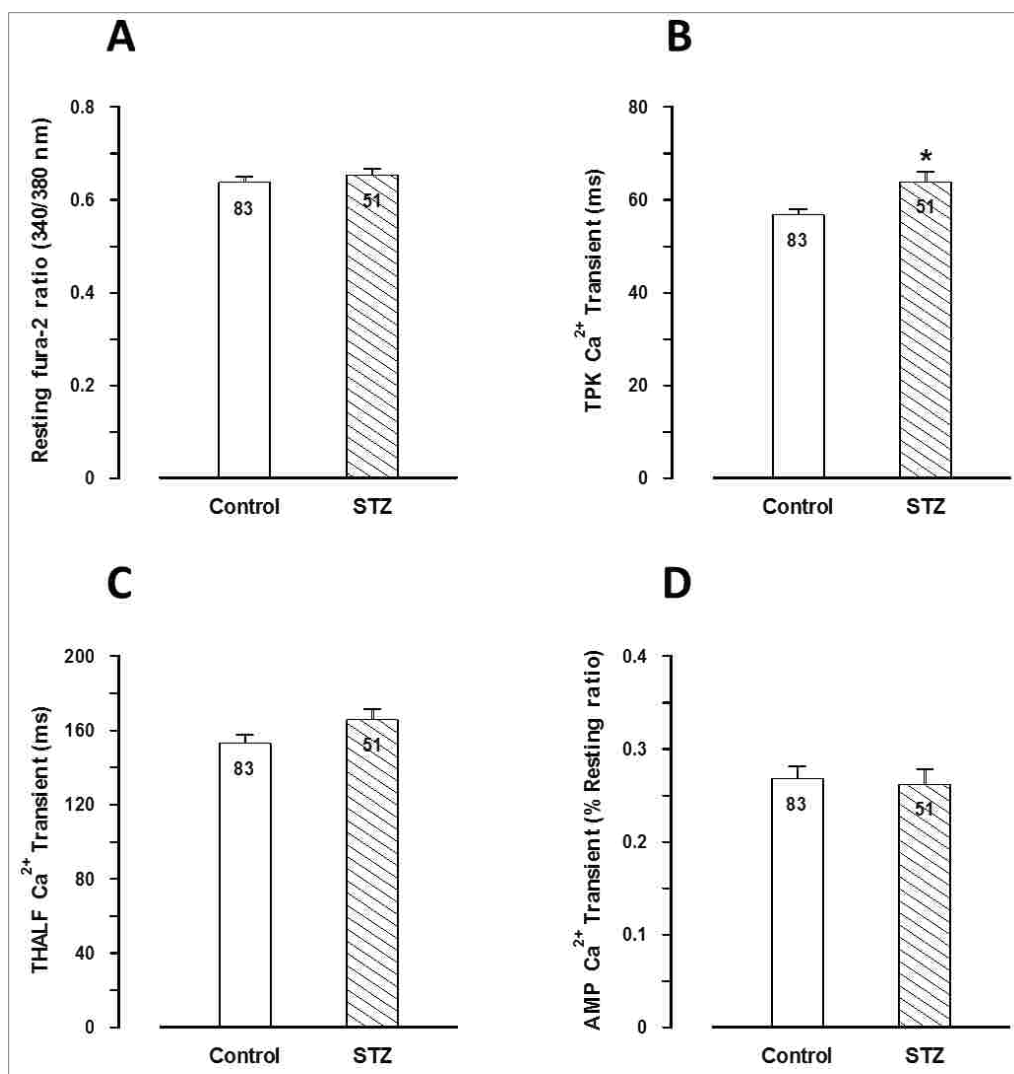 A
Resting fura-2 ratio (340/380 nm)
0.8
0.6
0.4
0.2
0
83
51
Control
STZ
B
TPK Ca2+ Transient (ms)
80
60
40
20
0
83
*
51
Control
STZ
C
THALF Ca2+ Transient (ms)
200
160
120
80
40
0
83
51
Control
STZ
D
AMP Ca2+ Transient (% Resting ratio)
0.4
0.3
0.2
0.1
0
83
51
Control
STZ